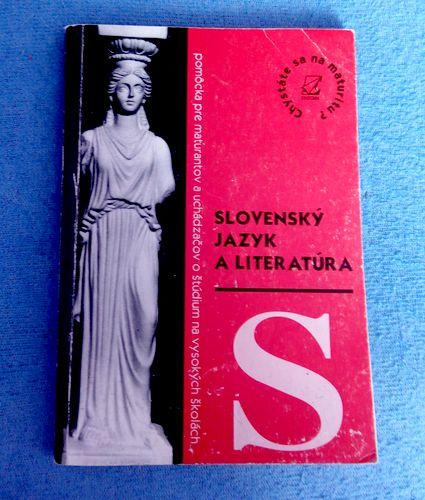 Chystáte sa na maturitu?
pomôcka pre maturantov a uchádzačov o štúdium na vysokých školách
SLOVENSKÝ
JAZYK
A LITERATÚRA
S